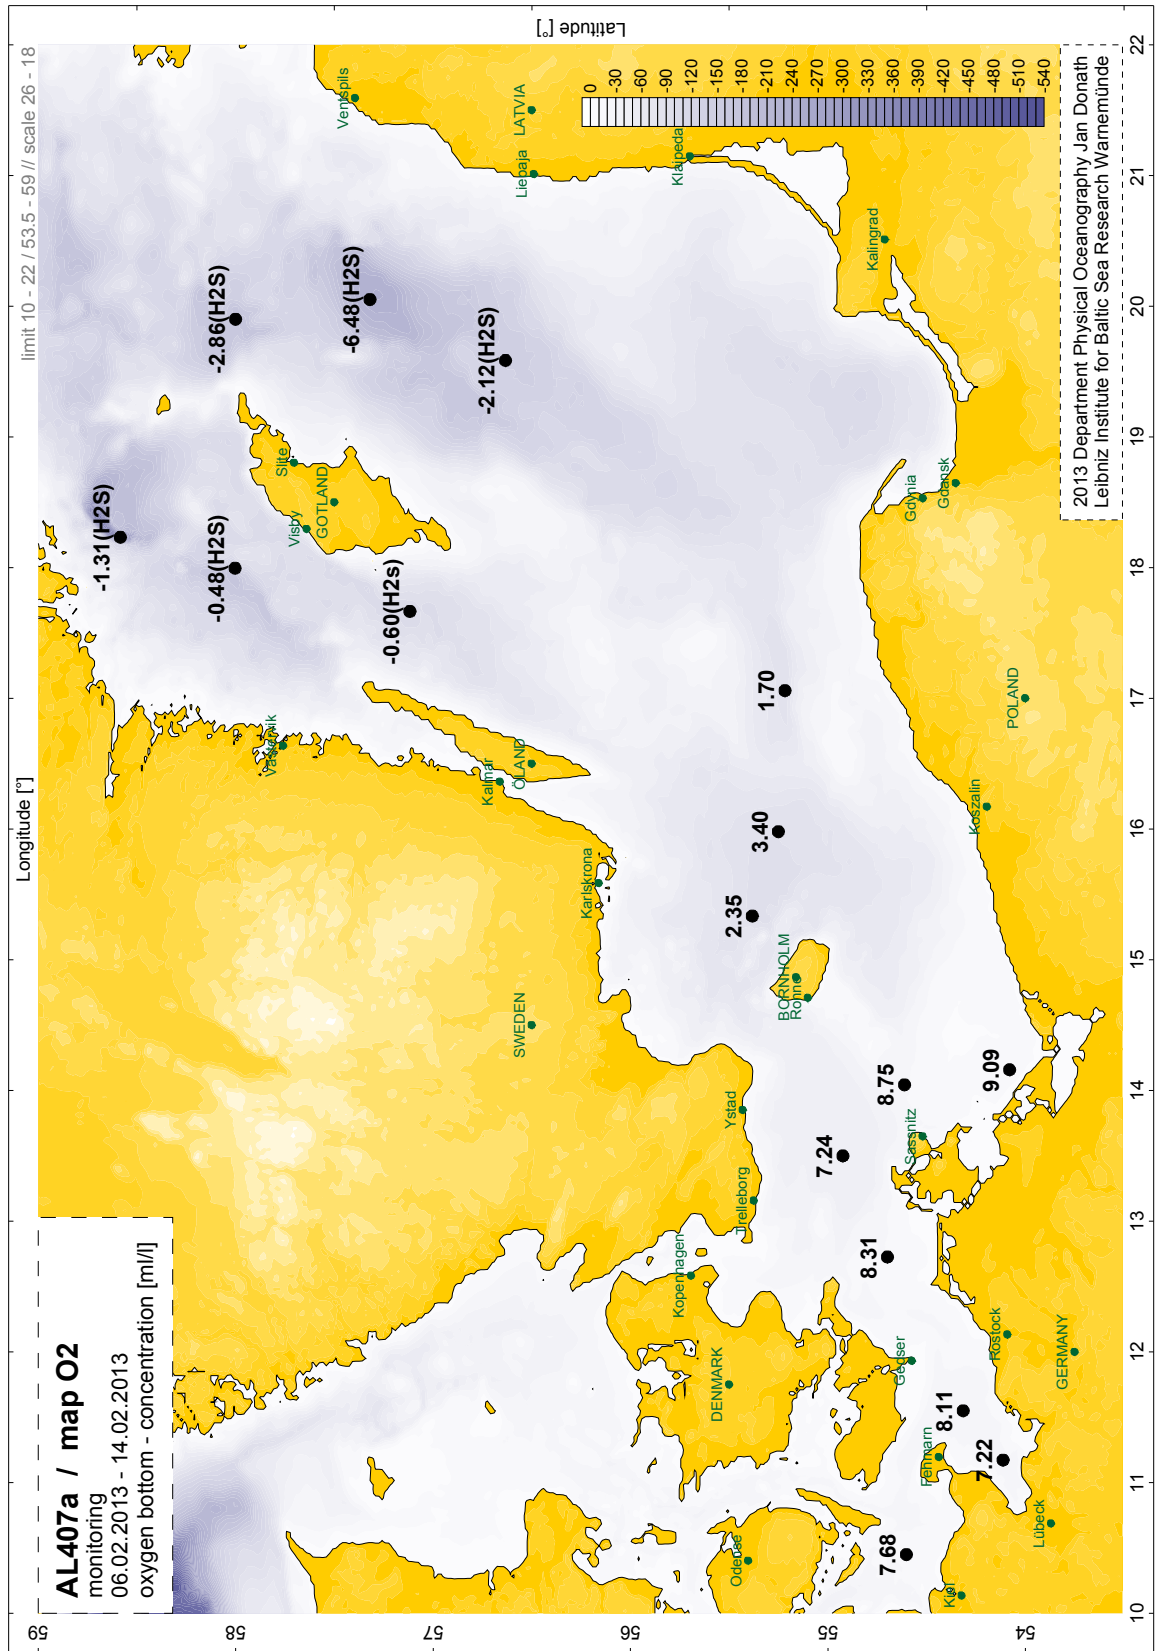 limit 10 - 22 / 53.5 - 59 // scale 26 - 18
Longitude [°]
Latitude [°]
AL407a / map O2
monitoring
06.02.2013 - 14.02.2013
oxygen bottom - concentration [ml/l]
10
11
12
13
14
15
16
17
18
19
20
21
22
59
58
57
56
55
54
-1.31(H2S)
-0.48(H2S)
-0.60(H2s)
-2.86(H2S)
-6.48(H2S)
-2.12(H2S)
1.70
3.40
2.35
8.75
9.09
7.24
8.31
8.11
7.22
7.68
Ventspils
LATVIA
Liepaja
Klaipeda
Kalingrad
Slite
Visby
GOTLAND
Västervik
Kalmar
ÖLAND
Karlskrona
SWEDEN
BORNHOLM
Ronne
Ystad
Trelleborg
Kopenhagen
DENMARK
Odense
Gedser
Fehmarn
Kiel
Lübeck
Rostock
GERMANY
Sassnitz
Koszalin
POLAND
Gdynia
Gdansk
0
-30
-60
-90
-120
-150
-180
-210
-240
-270
-300
-330
-360
-390
-420
-450
-480
-510
-540
2013 Department Physical Oceanography Jan Donath
Leibniz Institute for Baltic Sea Research Warnemünde